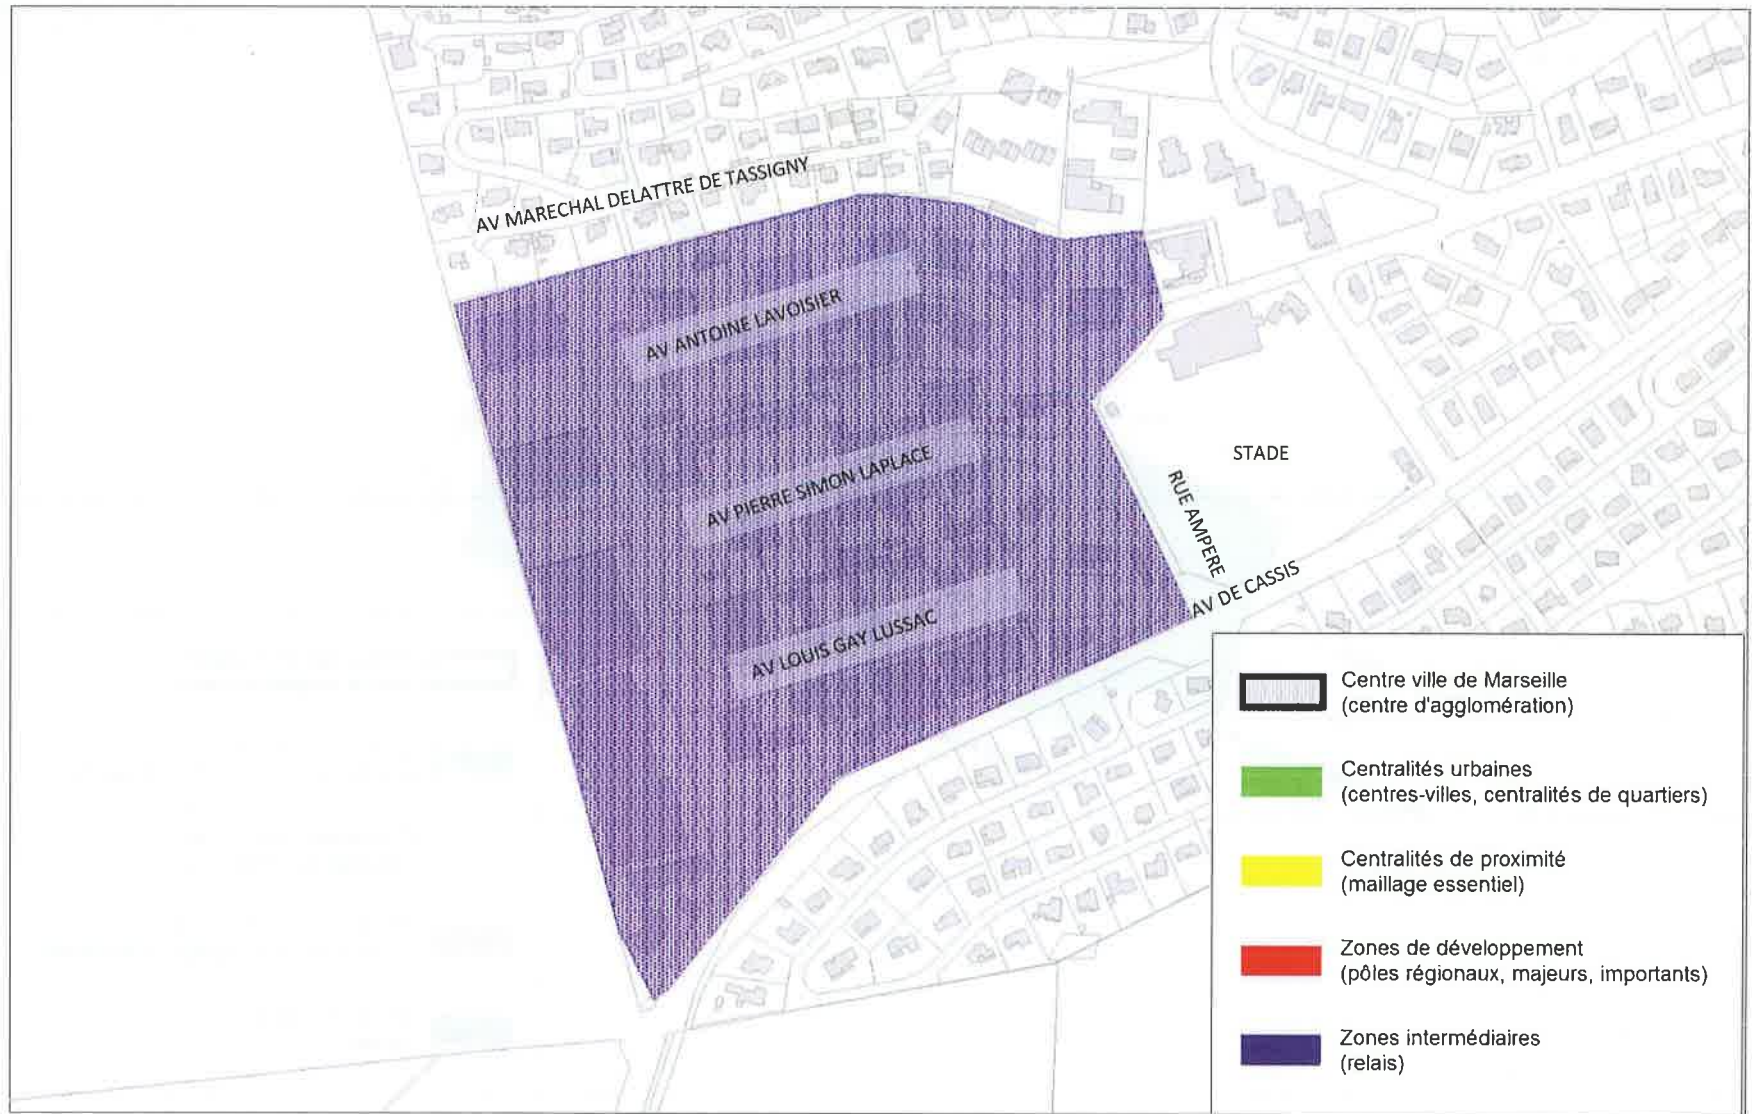 AV MARECHAL DELATTRE DE TASSIGNY
AV ANTOINE LAVOISIER
AV PIERRE SIMON LAPLACE
STADE
RUE AMPERE
AV DE CASSIS
AV LOUIS GAY LUSSAC
Centre ville de Marseille
(centre d'agglomération)
Centralités urbaines
(centres-villes, centralités de quartiers)
Centralités de proximité
(maillage essentiel)
Zones de développement
(pôles régionaux, majeurs, importants)
Zones intermédiaires
(relais)